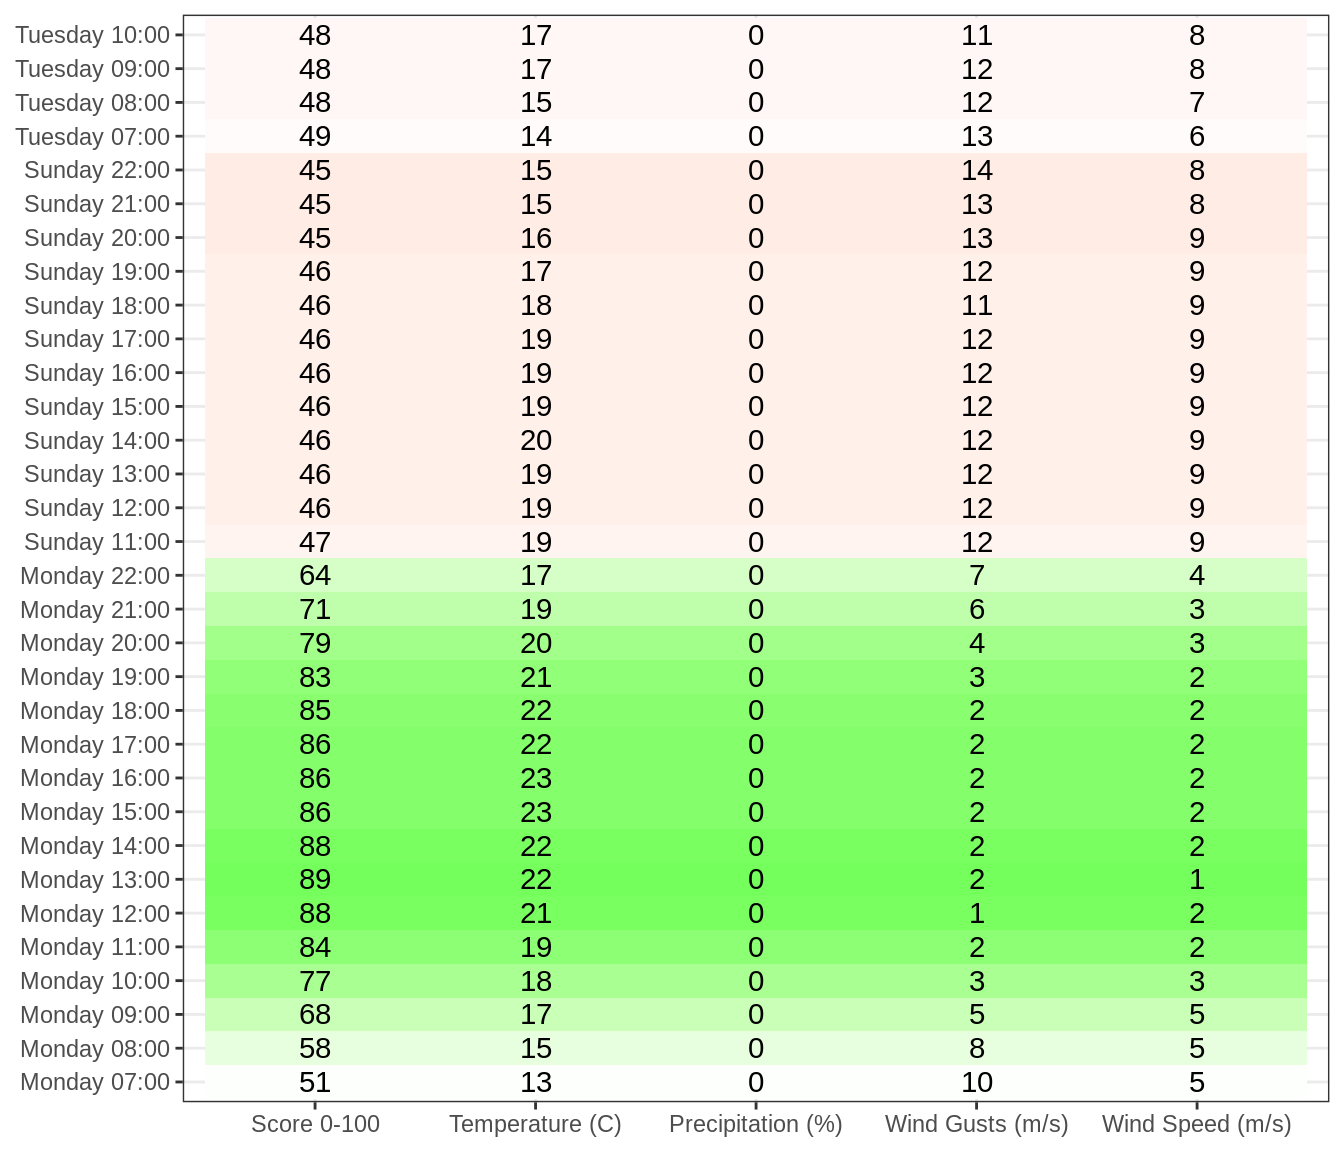 Tuesday 10:00 48 17 0 11 8
Tuesday 09:00 48 17 0 12 8
Tuesday 08:00 48 15 0 12 7
Tuesday 07:00 49 14 0 13 6
Sunday 22:00 45 15 0 14 8
Sunday 21:00 45 15 0 13 8
Sunday 20:00 45 16 0 13 9
Sunday 19:00 46 17 0 12 9
Sunday 18:00 46 18 0 11 9
Sunday 17:00 46 19 0 12 9
Sunday 16:00 46 19 0 12 9
Sunday 15:00 46 19 0 12 9
Sunday 14:00 46 20 0 12 9
Sunday 13:00 46 19 0 12 9
Sunday 12:00 46 19 0 12 9
Sunday 11:00 47 19 0 12 9
Monday 22:00 64 17 0 7 4
Monday 21:00 71 19 0 6 3
Monday 20:00 79 20 0 4 3
Monday 19:00 83 21 0 3 2
Monday 18:00 85 22 0 2 2
Monday 17:00 86 22 0 2 2
Monday 16:00 86 23 0 2 2
Monday 15:00 86 23 0 2 2
Monday 14:00 88 22 0 2 2
Monday 13:00 89 22 0 2 1
Monday 12:00 88 21 0 1 2
Monday 11:00 84 19 0 2 2
Monday 10:00 77 18 0 3 3
Monday 09:00 68 17 0 5 5
Monday 08:00 58 15 0 8 5
Monday 07:00 51 13 0 10 5
Score 0-100 Temperature (C) Precipitation (%) Wind Gusts (m/s) Wind Speed (m/s)